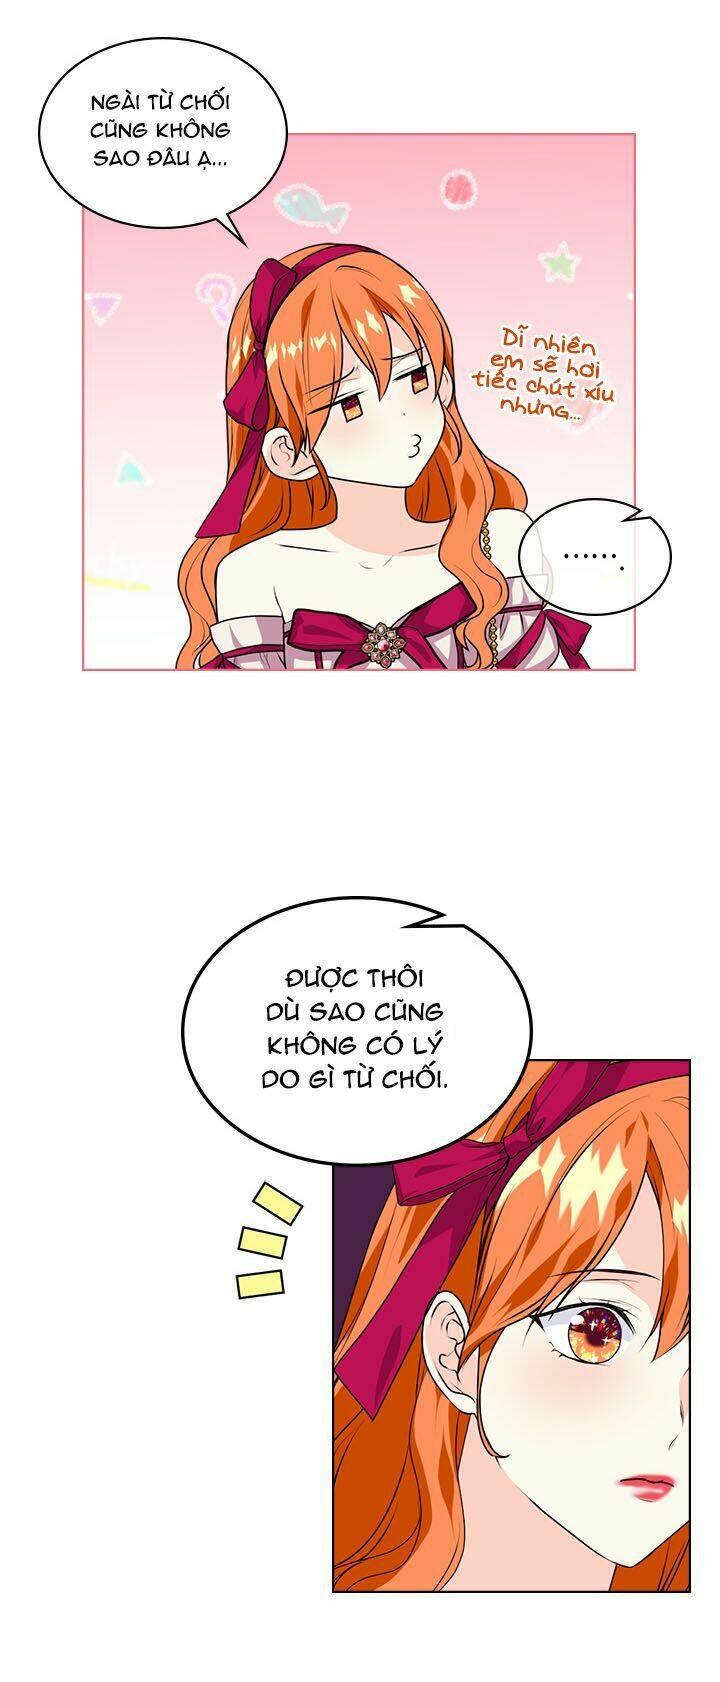 NGÀI TỪ CHỐI
CŨNG KHÔNG
SAO ĐÂU Ạ...
Dĩ nhiên
em sẽ hơi
tiếc chút xíu
nhưng...
.......
ĐƯỢC THÔI
DÙ SAO CŨNG
KHÔNG CÓ LÝ
DO GÌ TỪ CHỐI.